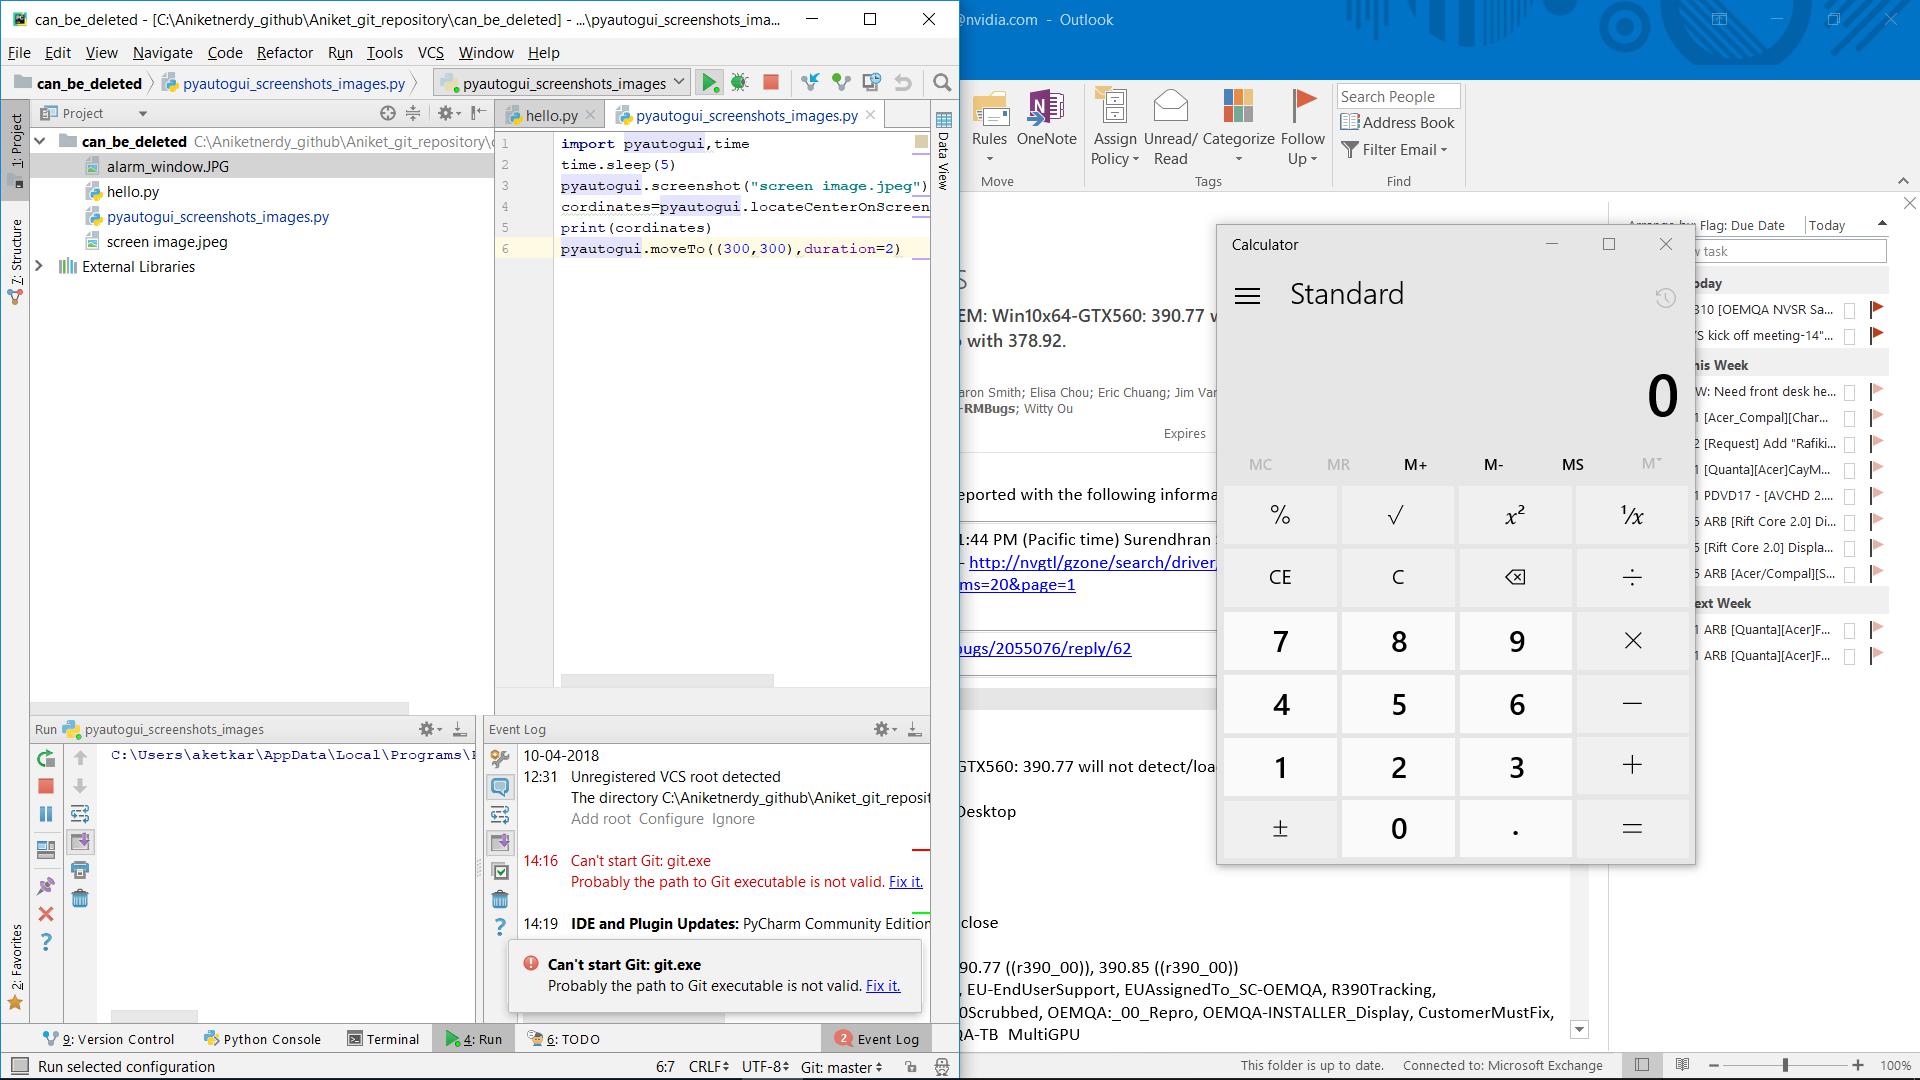 can_be_deleted - [C:\Aniketnerdy_github\Aniket_git_repository\can_be_deleted] - ...\pyautogui_screenshots_ima...
File Edit View Navigate Code Refactor Run Tools VCS Window Help
can_be_deleted pyautogui_screenshots_images.py pyautogui_screenshots_images
1: Project
Project
can_be_deleted C:\Aniketnerdy_github\Aniket_git_repository\
alarm_window.JPG
hello.py
pyautogui_screenshots_images.py
screen image.jpeg
External Libraries
7: Structure
2: Favorites
hello.py pyautogui_screenshots_images.py
1 import pyautogui,time
2 time.sleep(5)
3 pyautogui.screenshot("screen image.jpeg")
4 cordinates=pyautogui.locateCenterOnScreen
5 print(cordinates)
6 pyautogui.moveTo((300,300),duration=2)
Data View
Run pyautogui_screenshots_images
C:\Users\aketkar\AppData\Local\Programs\
Event Log
10-04-2018
12:31 Unregistered VCS root detected
The directory C:\Aniketnerdy_github\Aniket_git_reposit
Add root Configure Ignore
14:16 Can't start Git: git.exe
Probably the path to Git executable is not valid. Fix it.
14:19 IDE and Plugin Updates: PyCharm Community Edition
Can't start Git: git.exe
Probably the path to Git executable is not valid. Fix it.
9: Version Control Python Console Terminal 4: Run 6: TODO 2 Event Log
Run selected configuration 6:7 CRLF UTF-8 Git: master
@nvidia.com - Outlook
Rules OneNote
Move
Assign Policy Unread/ Read Categorize Follow Up
Tags
Search People
Address Book
Filter Email
Find
Flag: Due Date Today
w task
EM: Win10x64-GTX560: 390.77 w
with 378.92.
aron Smith; Elisa Chou; Eric Chuang; Jim Var
-RMBugs; Witty Ou
Expires
eported with the following informa
1:44 PM (Pacific time) Surendhran
- http://nvgtl/gzone/search/driver/
ms=20&page=1
bugs/2055076/reply/62
GTX560: 390.77 will not detect/loa
Desktop
close
90.77 ((r390_00)), 390.85 ((r390_00))
, EU-EndUserSupport, EUAssignedTo_SC-OEMQA, R390Tracking,
0Scrubbed, OEMQA:_00_Repro, OEMQA-INSTALLER_Display, CustomerMustFix,
QA-TB MultiGPU
Calculator
Standard
0
MC MR M+ M- MS M
% √ x² ¹/x
CE C ⌫ ÷
7 8 9 ×
4 5 6 −
1 2 3 +
± 0 . =
oday
310 [OEMQA NVSR Sa...
'S kick off meeting-14"...
his Week
W: Need front desk he...
1 [Acer_Compal][Char...
2 [Request] Add "Rafiki...
1 [Quanta][Acer]CayM...
1 PDVD17 - [AVCHD 2....
5 ARB [Rift Core 2.0] Di...
5 [Rift Core 2.0] Displa...
5 ARB [Acer/Compal][S...
ext Week
1 ARB [Quanta][Acer]F...
1 ARB [Quanta][Acer]F...
This folder is up to date. Connected to: Microsoft Exchange 100%